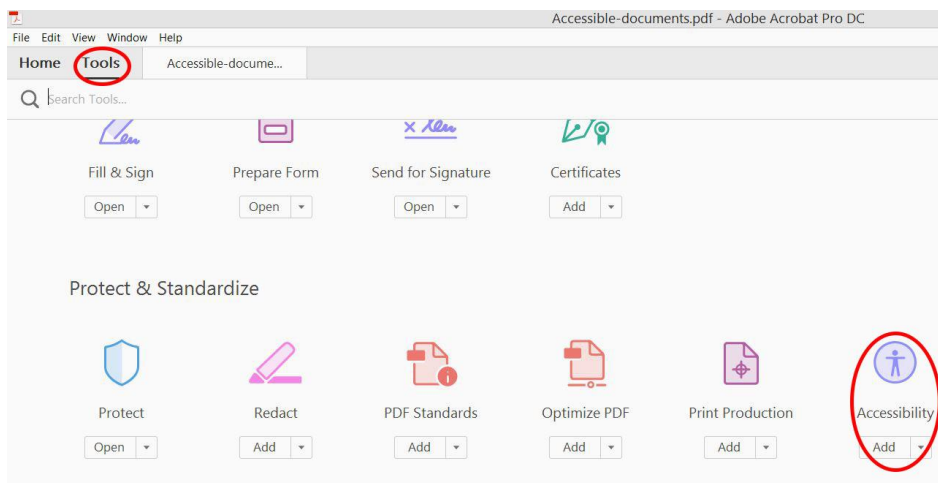 Accessible-documents.pdf - Adobe Acrobat Pro DC
File Edit View Window Help
Home Tools Accessible-docume...
Search Tools...
Fill & Sign Prepare Form Send for Signature Certificates
Open Open Open Add
Protect & Standardize
Protect Redact PDF Standards Optimize PDF Print Production Accessibility
Open Add Add Add Add Add